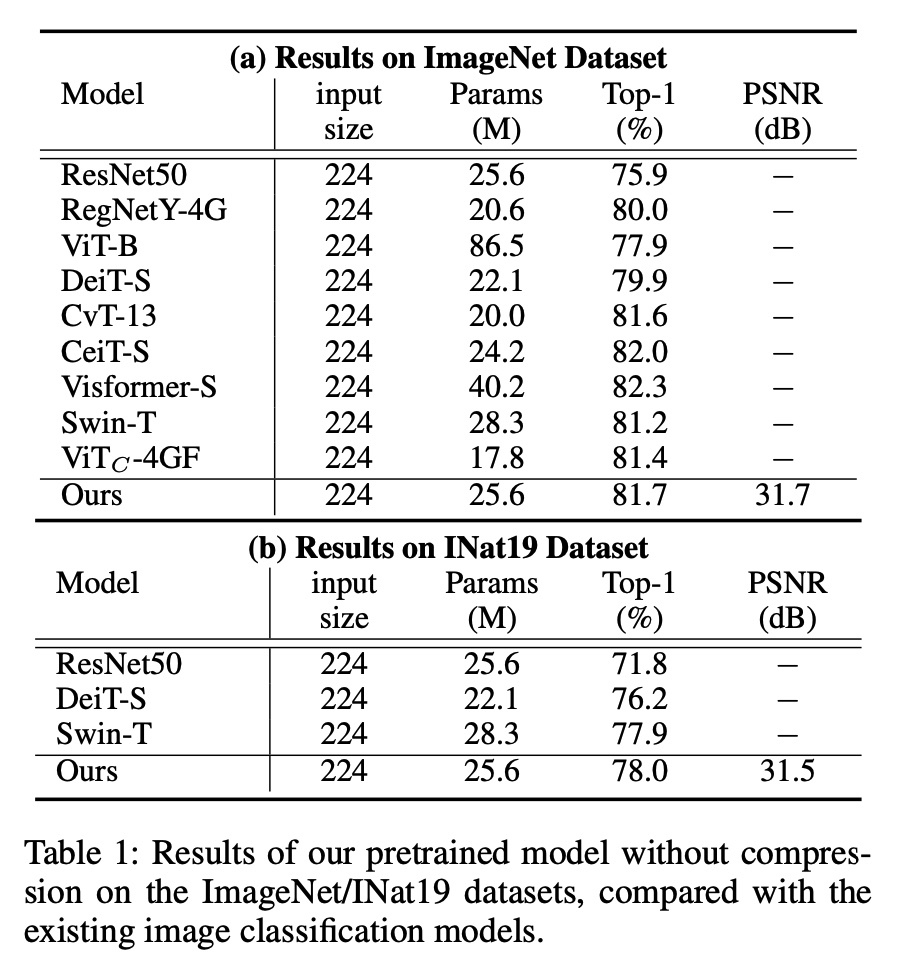 (a) Results on ImageNet Dataset
Model input size Params (M) Top-1 (%) PSNR (dB)
ResNet50 224 25.6 75.9 —
RegNetY-4G 224 20.6 80.0 —
ViT-B 224 86.5 77.9 —
DeiT-S 224 22.1 79.9 —
CvT-13 224 20.0 81.6 —
CeiT-S 224 24.2 82.0 —
Visformer-S 224 40.2 82.3 —
Swin-T 224 28.3 81.2 —
ViT_C-4GF 224 17.8 81.4 —
Ours 224 25.6 81.7 31.7
(b) Results on INat19 Dataset
Model input size Params (M) Top-1 (%) PSNR (dB)
ResNet50 224 25.6 71.8 —
DeiT-S 224 22.1 76.2 —
Swin-T 224 28.3 77.9 —
Ours 224 25.6 78.0 31.5
Table 1: Results of our pretrained model without compres-
sion on the ImageNet/INat19 datasets, compared with the
existing image classification models.